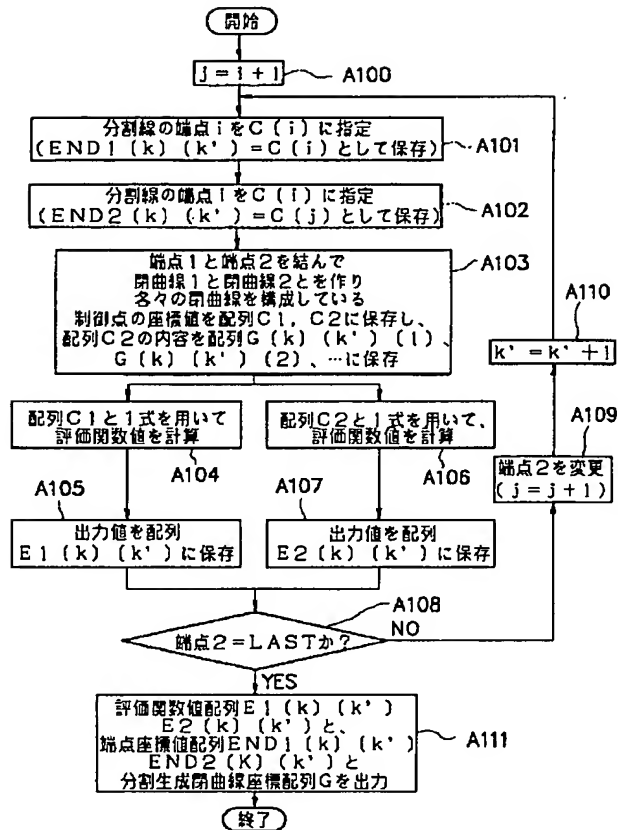 開始
j=i+1
A100
分割線の端点iをC(i)に指定
(END1(k)(k')=C(i)として保存)
A101
分割線の端点iをC(i)に指定
(END2(k)(k')=C(j)として保存)
A102
端点1と端点2を結んで
閉曲線1と閉曲線2とを作り
各々の閉曲線を構成している
制御点の座標値を配列C1,C2に保存し、
配列C2の内容を配列G(k)(k')(1)、
G(k)(k')(2)、…に保存
A103
A110
k'=k'+1
A109
端点2を変更
(j=j+1)
配列C1と1式を用いて
評価関数値を計算
A104
配列C2と1式を用いて、
評価関数値を計算
A106
A105
出力値を配列
E1(k)(k')に保存
A107
出力値を配列
E2(k)(k')に保存
A108
端点2=LASTか?
NO
YES
評価関数値配列E1(k)(k')
E2(k)(k')と、
端点座標値配列END1(k)(k')
END2(K)(k')と
分割生成閉曲線座標配列Gを出力
A111
終了